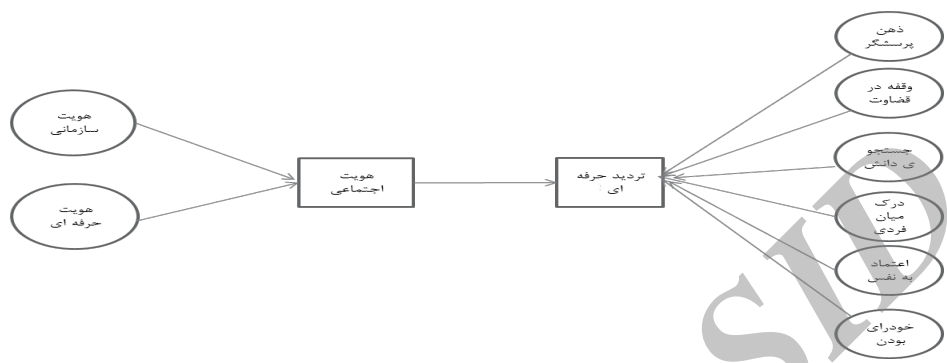 ذهن
پرسشگر
وقفه در
قضاوت
هویت
سازمانی
جستجو
ی دانش
هویت
اجتماعی
تردید حرفه
ای :
هویت
حرفه ای
درک
میان
فردی
اعتماد
به نفس
خودرای
بودن
SID